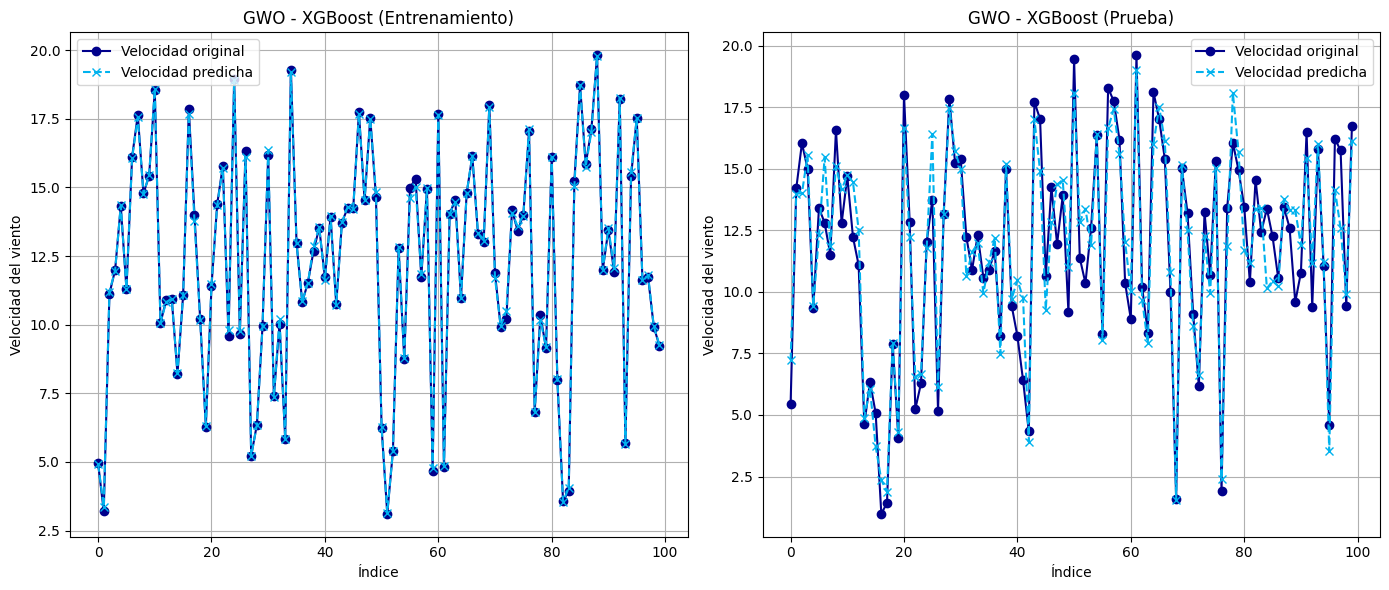 GWO - XGBoost (Entrenamiento)
Velocidad original
Velocidad predicha
Velocidad del viento
20.0
17.5
15.0
12.5
10.0
7.5
5.0
2.5
0 20 40 60 80 100
Índice
GWO - XGBoost (Prueba)
Velocidad original
Velocidad predicha
Velocidad del viento
20.0
17.5
15.0
12.5
10.0
7.5
5.0
2.5
0 20 40 60 80 100
Índice